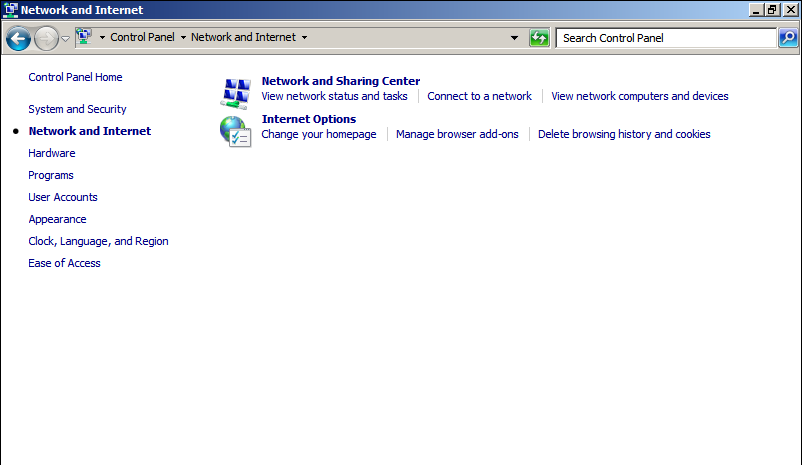 Network and Internet
Control Panel Network and Internet Search Control Panel
Control Panel Home
System and Security
Network and Internet
Hardware
Programs
User Accounts
Appearance
Clock, Language, and Region
Ease of Access
Network and Sharing Center
View network status and tasks Connect to a network View network computers and devices
Internet Options
Change your homepage Manage browser add-ons Delete browsing history and cookies